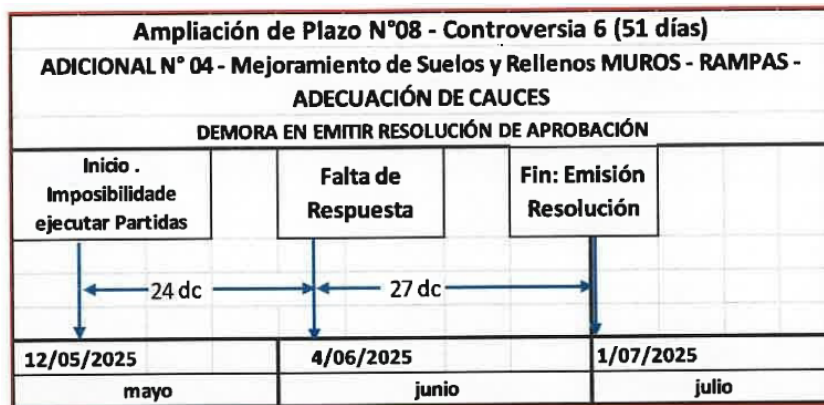 Ampliación de Plazo N°08 - Controversia 6 (51 días)
ADICIONAL N° 04 - Mejoramiento de Suelos y Rellenos MUROS - RAMPAS -
ADECUACIÓN DE CAUCES
DEMORA EN EMITIR RESOLUCIÓN DE APROBACIÓN
Inicio .
Imposibilidade
ejecutar Partidas
Falta de
Respuesta
Fin: Emisión
Resolución
24 dc
27 dc
12/05/2025
4/06/2025
1/07/2025
mayo
junio
julio